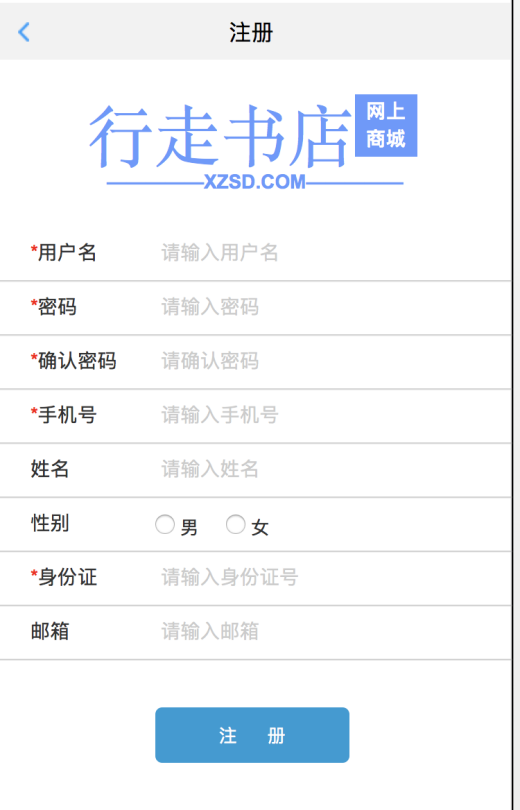 注册
行走书店
网上
商城
XZSD.COM
*用户名 请输入用户名
*密码 请输入密码
*确认密码 请确认密码
*手机号 请输入手机号
姓名 请输入姓名
性别 男 女
*身份证 请输入身份证号
邮箱 请输入邮箱
注 册